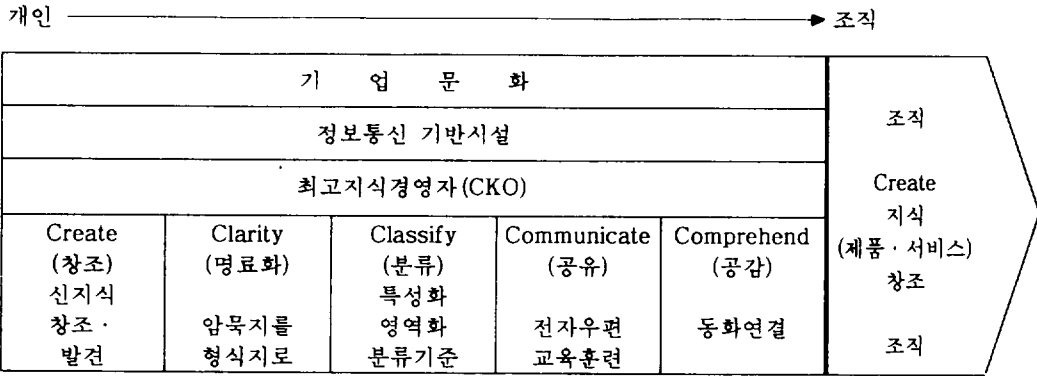 개인 조직
기 업 문 화
정보통신 기반시설
최고지식경영자(CKO)
Create
(창조)
신지식
창조·
발견
Clarity
(명료화)
암묵지를
형식지로
Classify
(분류)
특성화
영역화
분류기준
Communicate
(공유)
전자우편
교육훈련
Comprehend
(공감)
동화연결
조직
Create
지식
(제품·서비스)
창조
조직